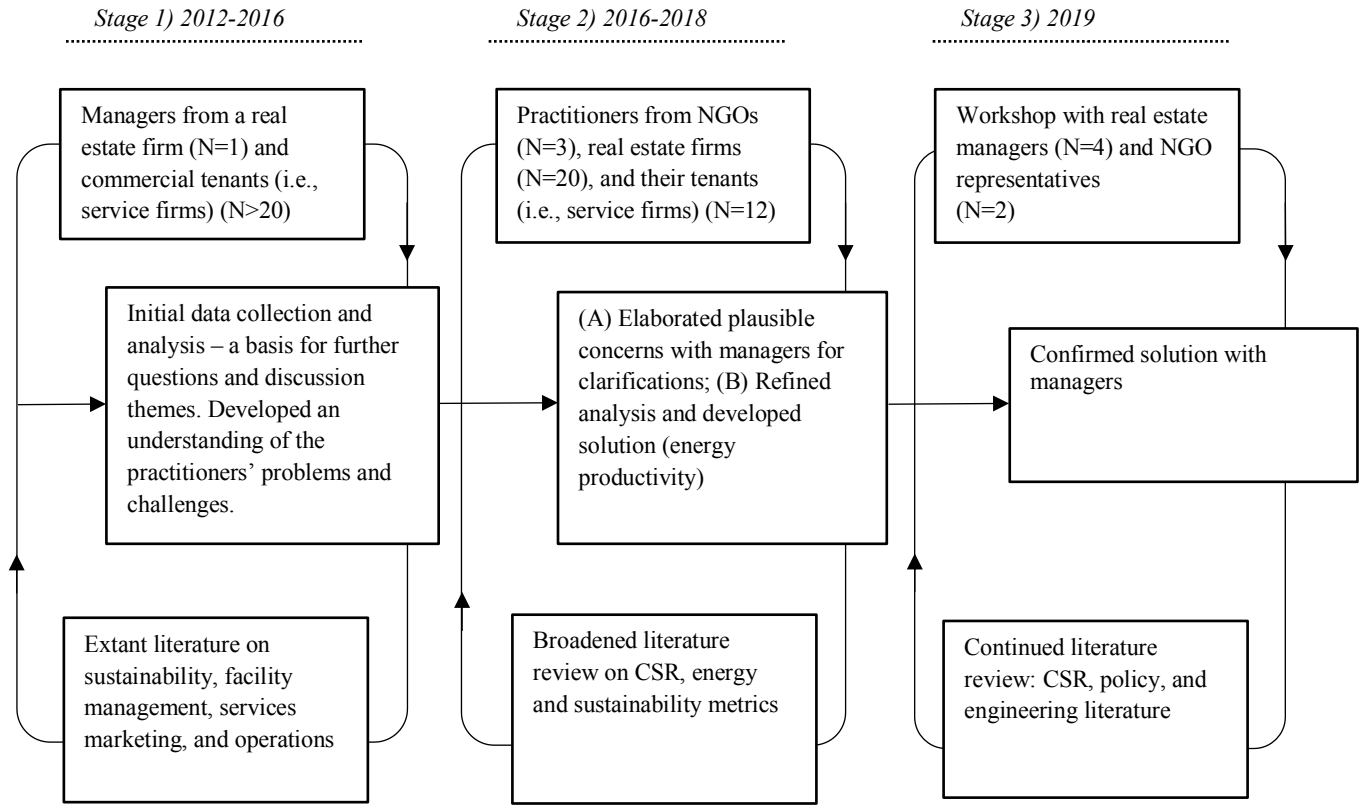 Stage 1) 2012-2016
Stage 2) 2016-2018
Stage 3) 2019
Managers from a real
estate firm (N=1) and
commercial tenants (i.e.,
service firms) (N>20)
Practitioners from NGOs
(N=3), real estate firms
(N=20), and their tenants
(i.e., service firms) (N=12)
Workshop with real estate
managers (N=4) and NGO
representatives
(N=2)
Initial data collection and
analysis – a basis for further
questions and discussion
themes. Developed an
understanding of the
practitioners’ problems and
challenges.
(A) Elaborated plausible
concerns with managers for
clarifications; (B) Refined
analysis and developed
solution (energy
productivity)
Confirmed solution with
managers
Extant literature on
sustainability, facility
management, services
marketing, and operations
Broadened literature
review on CSR, energy
and sustainability metrics
Continued literature
review: CSR, policy, and
engineering literature